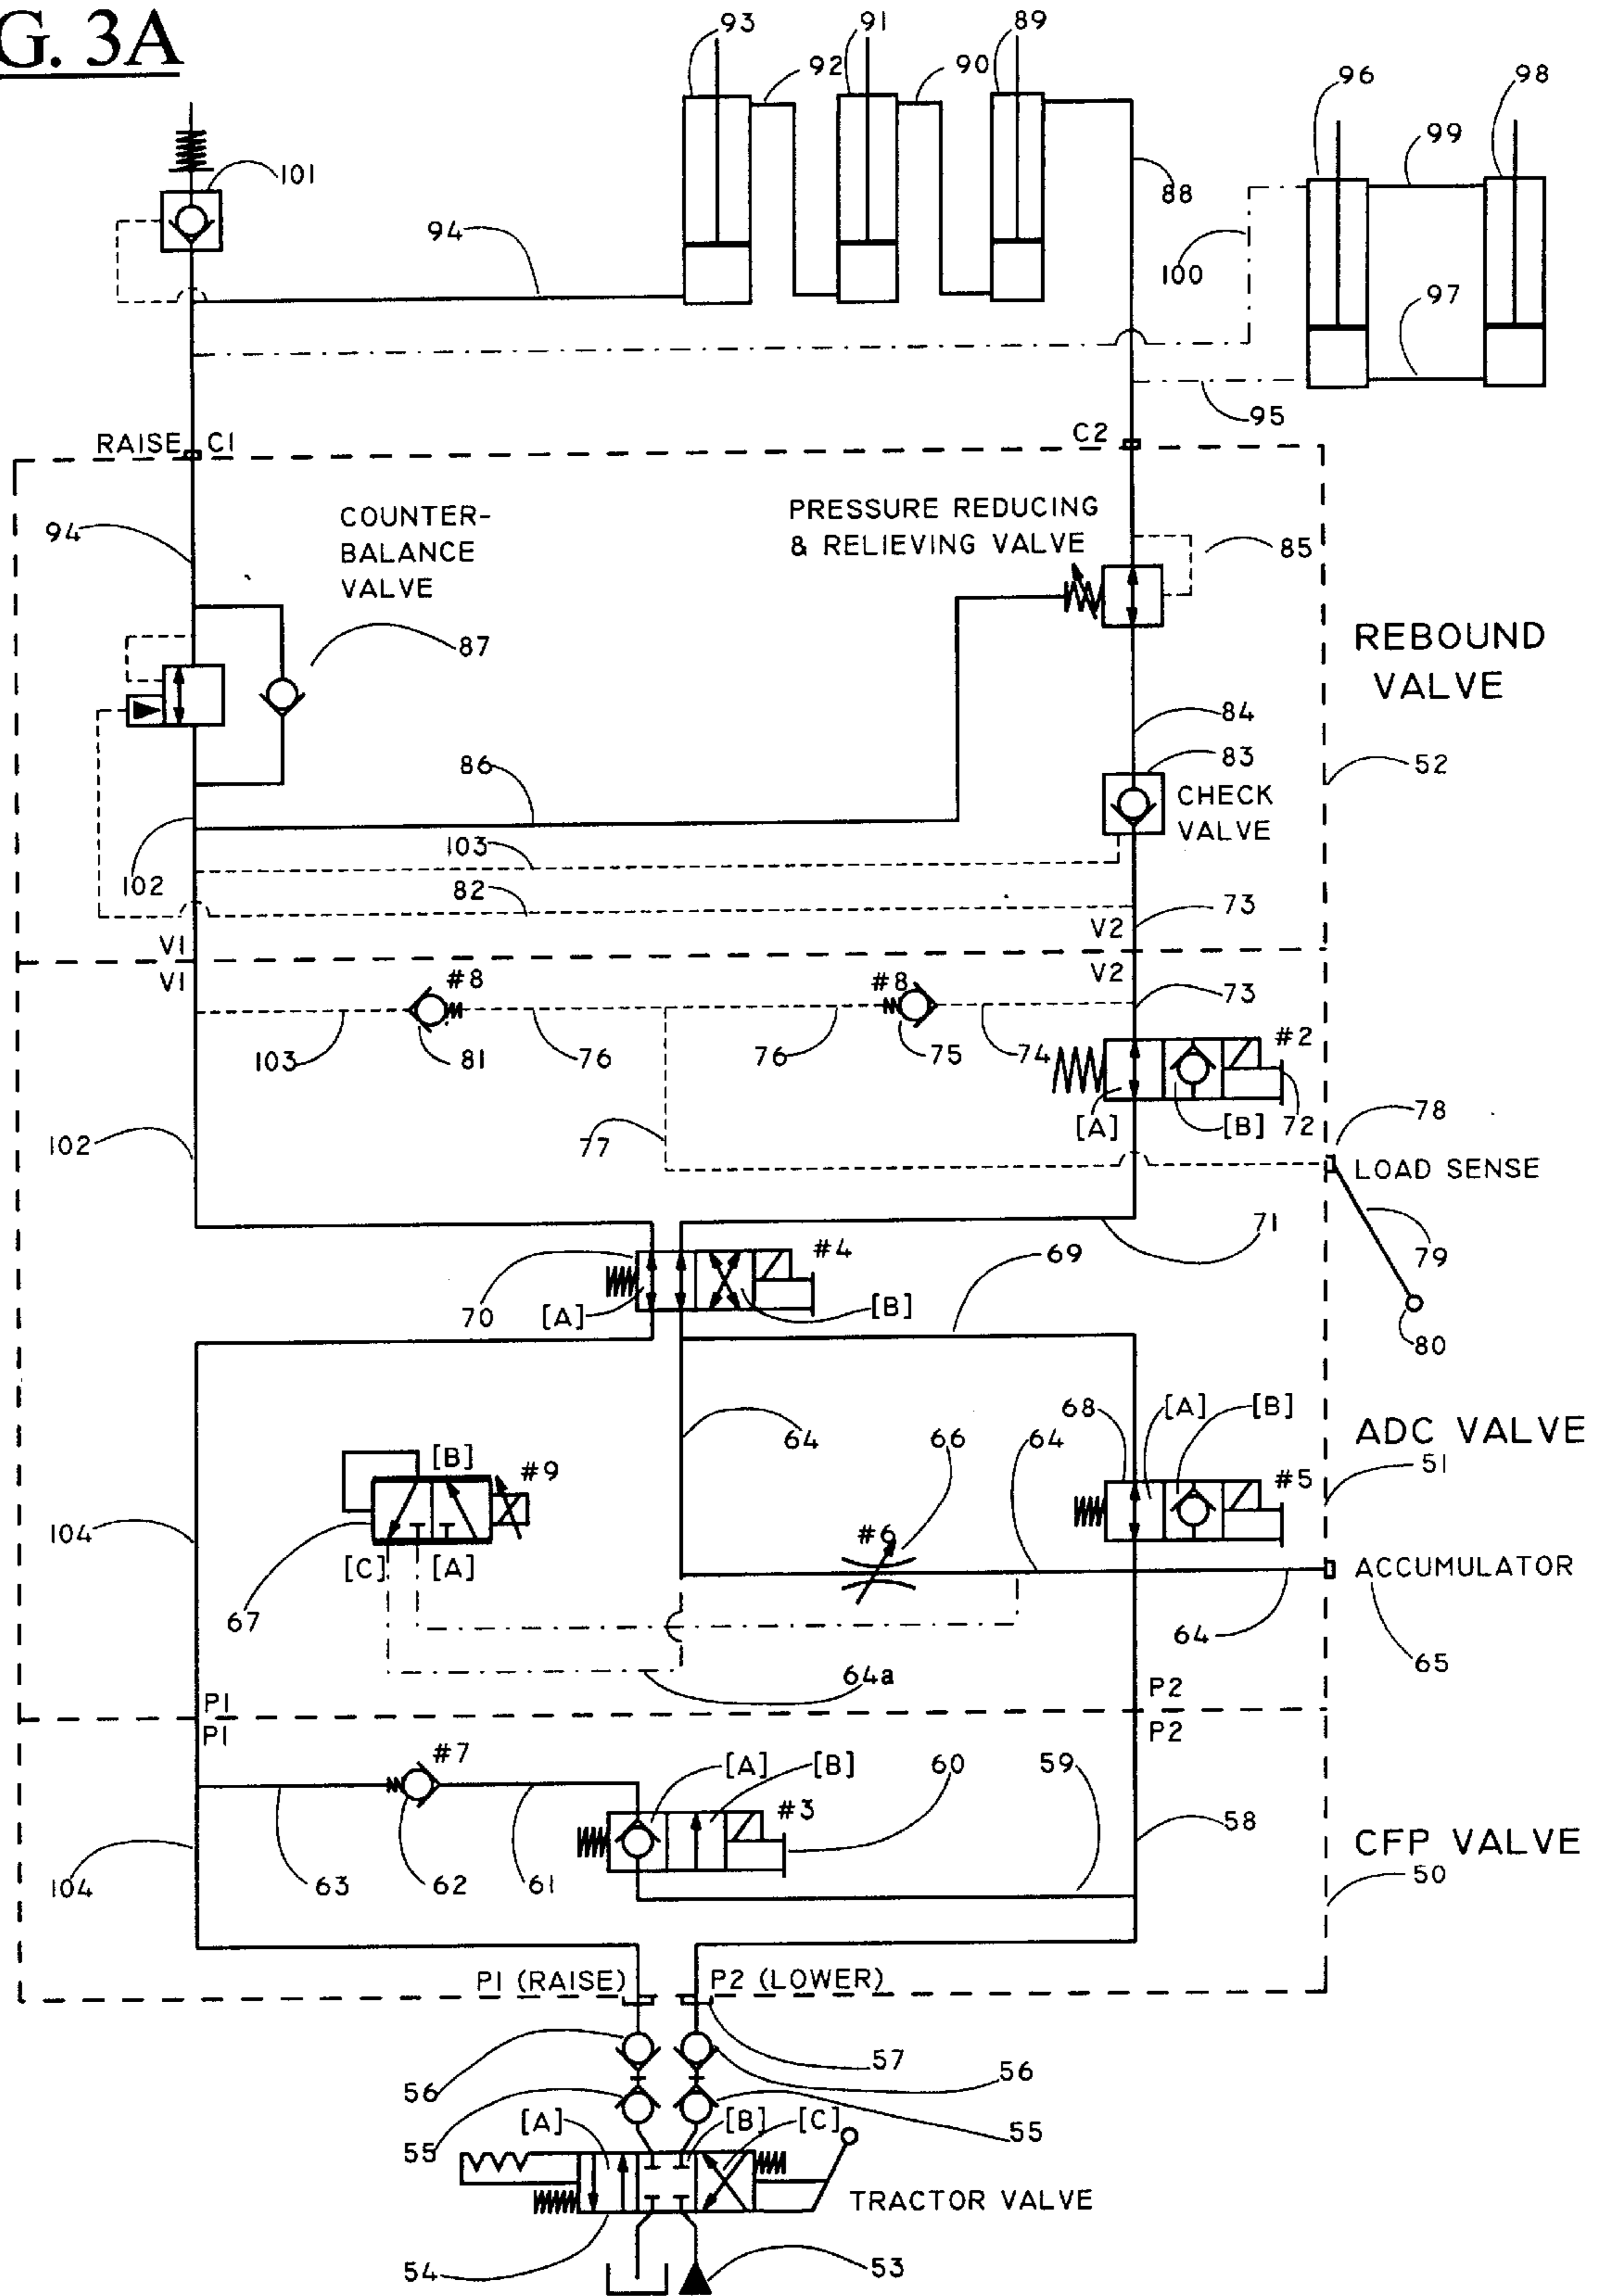 G. 3A
93
91
89
92
90
96
98
99
101
88
94
100
97
95
RAISE C1
C2
COUNTER-
BALANCE
VALVE
PRESSURE REDUCING
& RELIEVING VALVE
94
85
87
REBOUND
VALVE
84
83
86
52
CHECK
VALVE
103
102
82
73
V1
V2
V1
V2
#8
#8
73
103
81
76
76
75
74
#2
[A]
[B]
72
78
102
77
LOAD SENSE
71
79
#4
69
70
[A]
[B]
80
68
[A]
[B]
64
66
64
ADC VALVE
51
[B]
#9
#5
104
#6
[C]
[A]
ACCUMULATOR
67
64
65
64a
P1
P2
P1
P2
#7
[A]
[B]
60
59
#3
58
CFP VALVE
104
63
62
61
50
P1 (RAISE)
P2 (LOWER)
57
56
56
[A]
[B]
[C]
55
55
TRACTOR VALVE
54
53